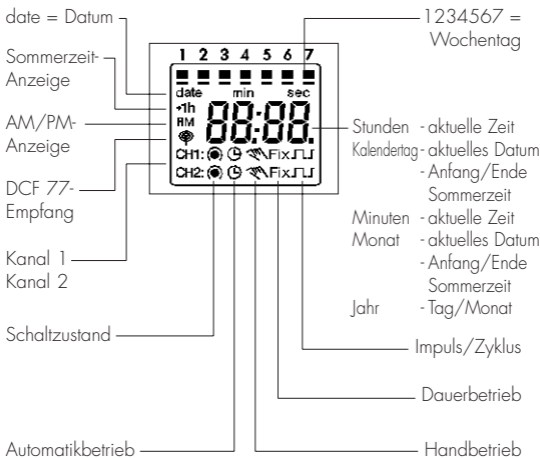 date = Datum
Sommerzeit-
Anzeige
AM/PM-
Anzeige
DCF 77-
Empfang
Kanal 1
Kanal 2
Schaltzustand
Automatikbetrieb
1 2 3 4 5 6 7
date min sec
+1h
AM
88:88.
CH1: Fix
CH2: Fix
1234567 =
Wochentag
Stunden - aktuelle Zeit
Kalendertag - aktuelles Datum
- Anfang/Ende
Sommerzeit
Minuten - aktuelle Zeit
Monat - aktuelles Datum
- Anfang/Ende
Sommerzeit
Jahr - Tag/Monat
Impuls/Zyklus
Dauerbetrieb
Handbetrieb